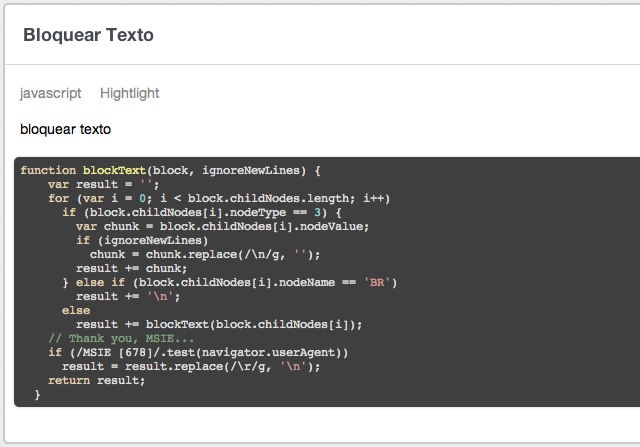 Bloquear Texto
javascript Hightlight
bloquear texto
function blockText(block, ignoreNewLines) {
    var result = '';
    for (var i = 0; i < block.childNodes.length; i++)
      if (block.childNodes[i].nodeType == 3) {
        var chunk = block.childNodes[i].nodeValue;
        if (ignoreNewLines)
          chunk = chunk.replace(/\n/g, '');
        result += chunk;
      } else if (block.childNodes[i].nodeName == 'BR')
        result += '\n';
      else
        result += blockText(block.childNodes[i]);
    // Thank you, MSIE...
    if (/MSIE [678]/.test(navigator.userAgent))
      result = result.replace(/\r/g, '\n');
    return result;
  }